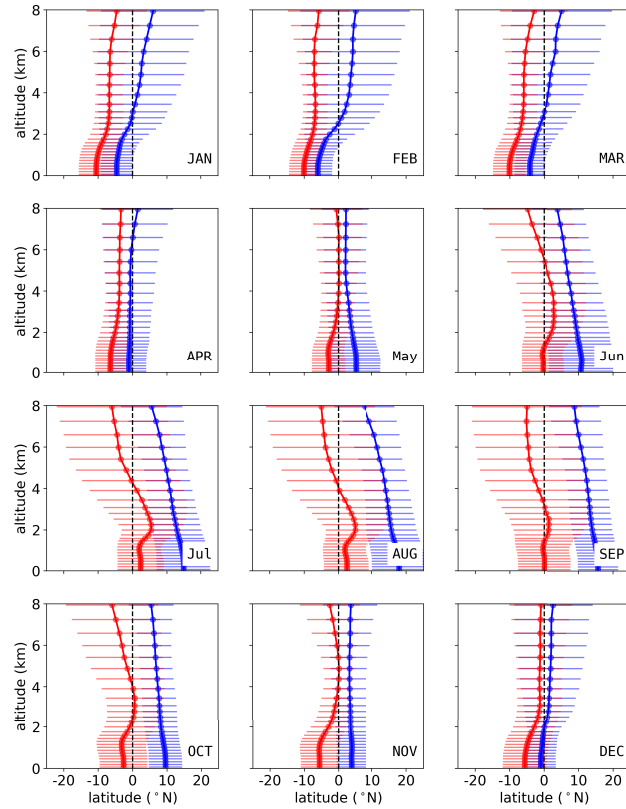 8
6
4
2
0
altitude (km)
JAN
FEB
MAR
8
6
4
2
0
altitude (km)
APR
May
Jun
8
6
4
2
0
altitude (km)
Jul
AUG
SEP
8
6
4
2
0
altitude (km)
OCT
NOV
DEC
−20 −10 0 10 20
−20 −10 0 10 20
−20 −10 0 10 20
latitude (°N)
latitude (°N)
latitude (°N)